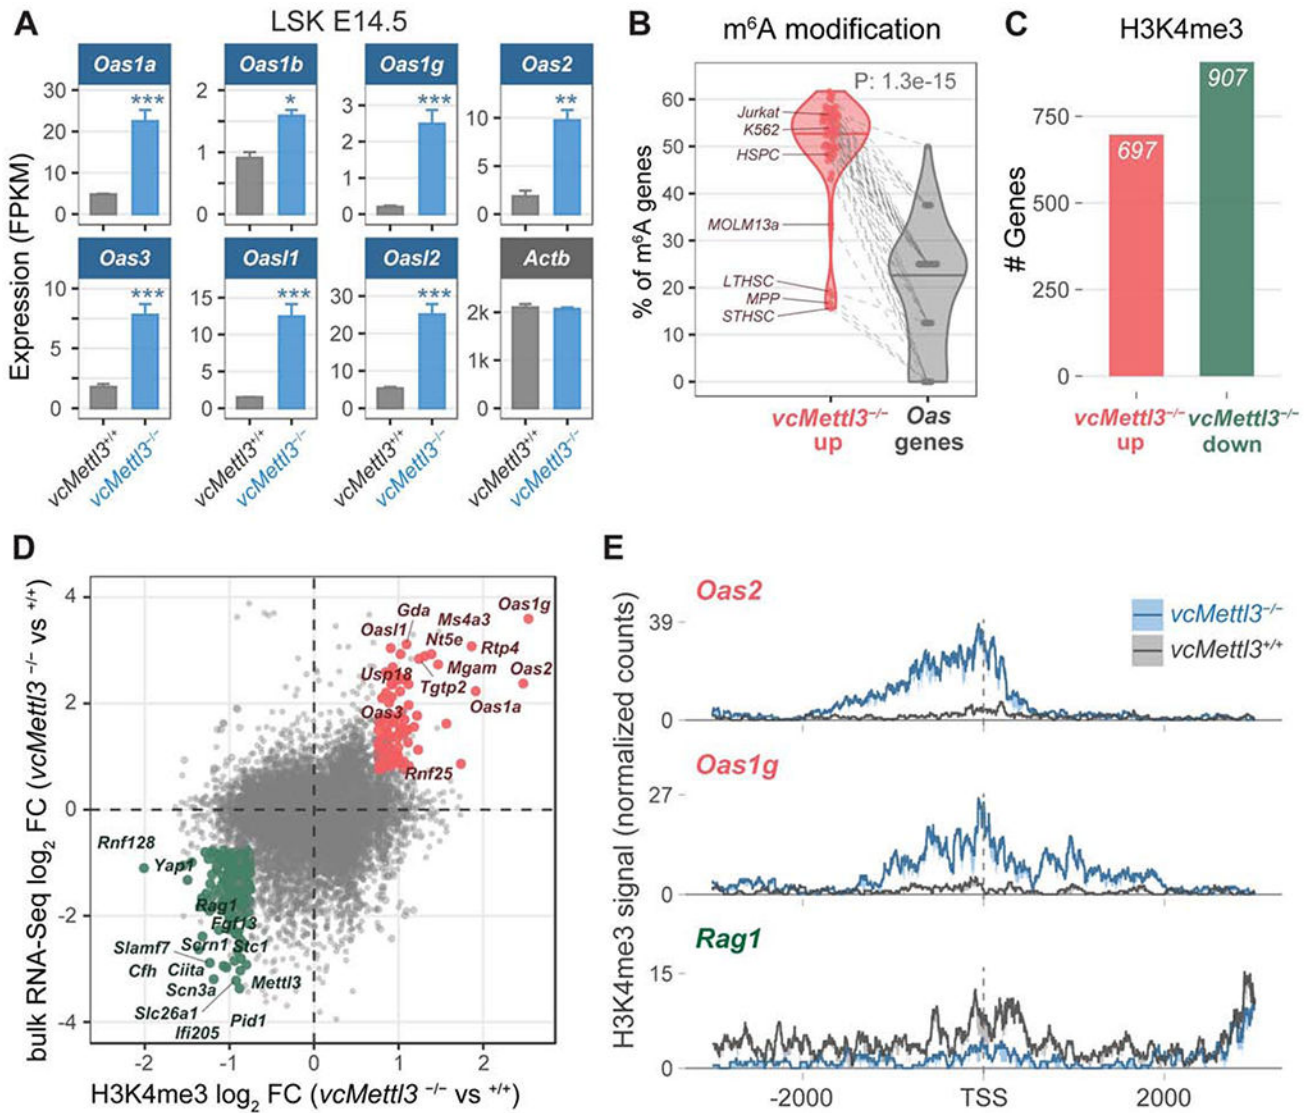 A
LSK E14.5
Oas1a
Oas1b
Oas1g
Oas2
30
20
10
0
***
2
1
0
*
3
2
1
0
***
10
5
0
**
Oas3
Oasl1
Oasl2
Actb
10
5
0
***
15
10
5
0
***
30
20
10
0
***
2k
1k
0
Expression (FPKM)
vcMettl3+/+
vcMettl3−/−
vcMettl3+/+
vcMettl3−/−
vcMettl3+/+
vcMettl3−/−
vcMettl3+/+
vcMettl3−/−
B
m⁶A modification
P: 1.3e-15
% of m⁶A genes
60
50
40
30
20
10
0
Jurkat
K562
HSPC
MOLM13a
LTHSC
MPP
STHSC
vcMettl3−/−
up
Oas
genes
C
H3K4me3
# Genes
750
500
250
0
697
907
vcMettl3−/−
up
vcMettl3−/−
down
D
bulk RNA-Seq log₂ FC (vcMettl3 −/− vs +/+)
4
2
0
-2
-4
Oas1g
Gda
Ms4a3
Oasl1
Nt5e
Rtp4
Mgam
Oas2
Usp18
Tgtp2
Oas1a
Oas3
Rnf25
Rnf128
Yap1
Rag1
Fgf13
Scrn1
Stc1
Slamf7
Cfh
Ciita
Scn3a
Mettl3
Slc26a1
Pid1
Ifi205
-2
-1
0
1
2
H3K4me3 log₂ FC (vcMettl3 −/− vs +/+)
E
H3K4me3 signal (normalized counts)
Oas2
39
0
vcMettl3−/−
vcMettl3+/+
Oas1g
27
0
Rag1
15
0
-2000
TSS
2000